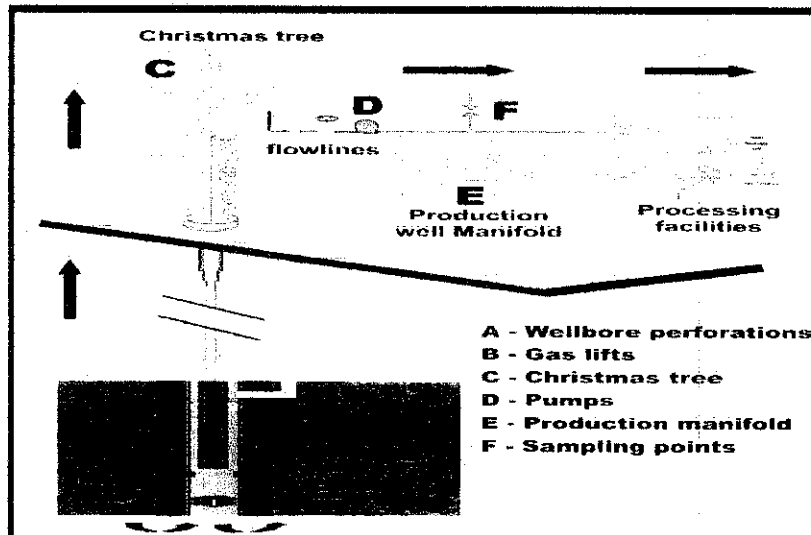 Christmas tree
C
D
F
flowlines
E
Production
well Manifold
Processing
facilities
A - Wellbore perforations
B - Gas lifts
C - Christmas tree
D - Pumps
E - Production manifold
F - Sampling points